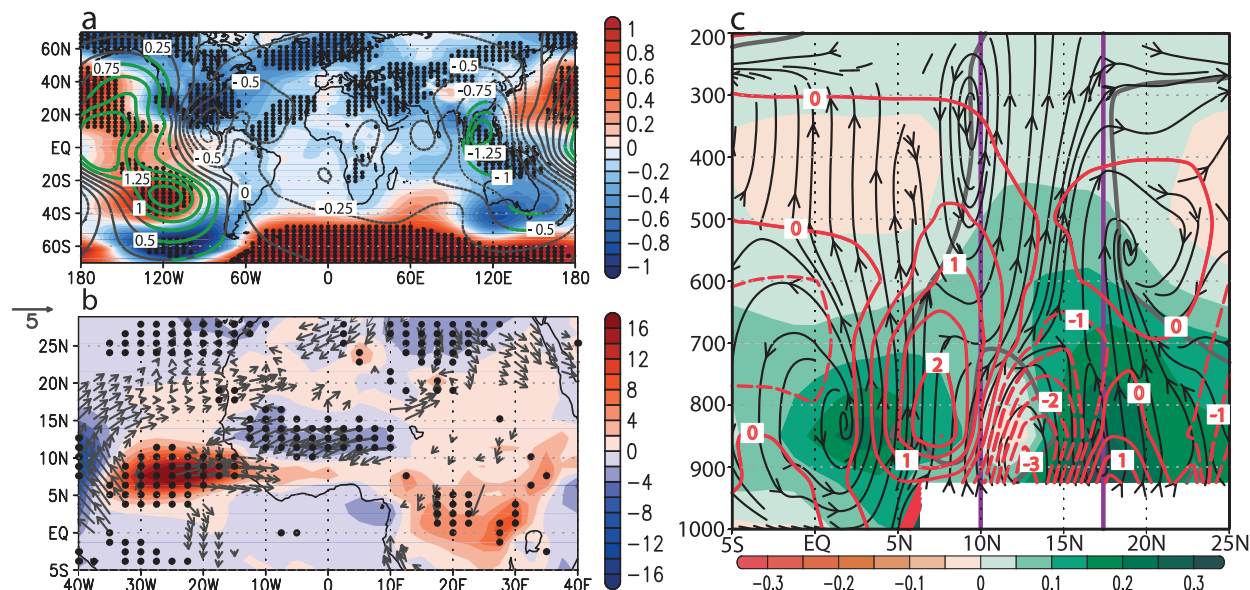 a
60N
40N
20N
EQ
20S
40S
60S
180
120W
60W
0
60E
120E
180
0.25
0.75
-0.5
-0.5
-0.75
-0.5
-1.25
-1
1.25
1
0.5
0
-0.25
-0.5
1
0.8
0.6
0.4
0.2
0
−0.2
−0.4
−0.6
−0.8
−1
5
b
25N
20N
15N
10N
5N
EQ
5S
40W
30W
20W
10W
0
10E
20E
30E
40E
16
12
8
4
0
−4
−8
−12
−16
c
200
300
400
500
600
700
800
900
1000
5S
EQ
5N
10N
15N
20N
25N
0
0
1
0
-1
2
-2
0
-1
0
1
-3
1
−0.3
−0.2
−0.1
0
0.1
0.2
0.3